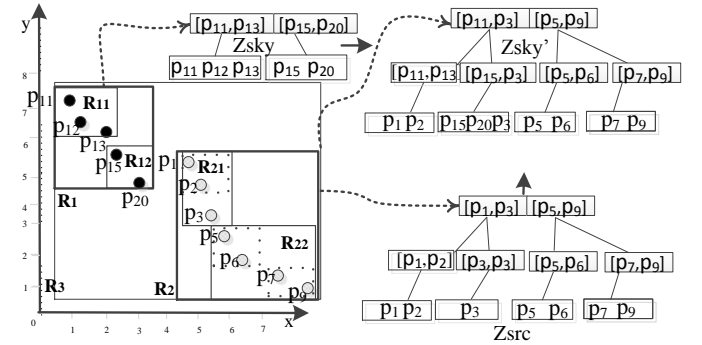 y
[p11,p13] [p15,p20]
Zsky
p11 p12 p13 p15 p20
[p11,p3] [p5,p9]
Zsky'
[p11,p13 [p15,p3] [p5,p6] [p7,p9]
p1 p2 p15p20p3 p5 p6 p7 p9
8
7
6
5
4
3
2
1
0
p11 R11
p12
p13
p15 R12
p20
R1
p1 R21
p2
p3
p5 R22
p6
p7
p9
R3 R2
1 2 3 4 5 6 7
x
[p1,p3] [p5,p9]
[p1,p2] [p3,p3] [p5,p6] [p7,p9]
p1 p2 p3 p5 p6 p7 p9
Zsrc